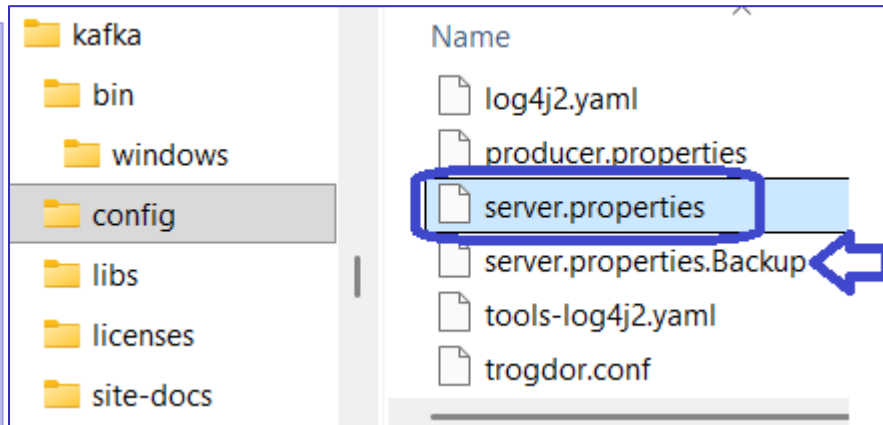 kafka
bin
windows
config
libs
licenses
site-docs
Name
log4j2.yaml
producer.properties
server.properties
server.properties.Backup
tools-log4j2.yaml
trogdor.conf